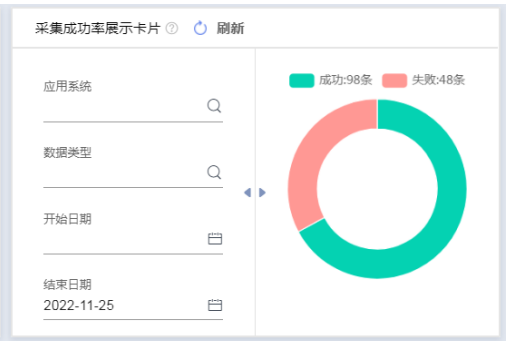 采集成功率展示卡片 刷新
应用系统
数据类型
开始日期
结束日期
2022-11-25
成功:98条 失败:48条